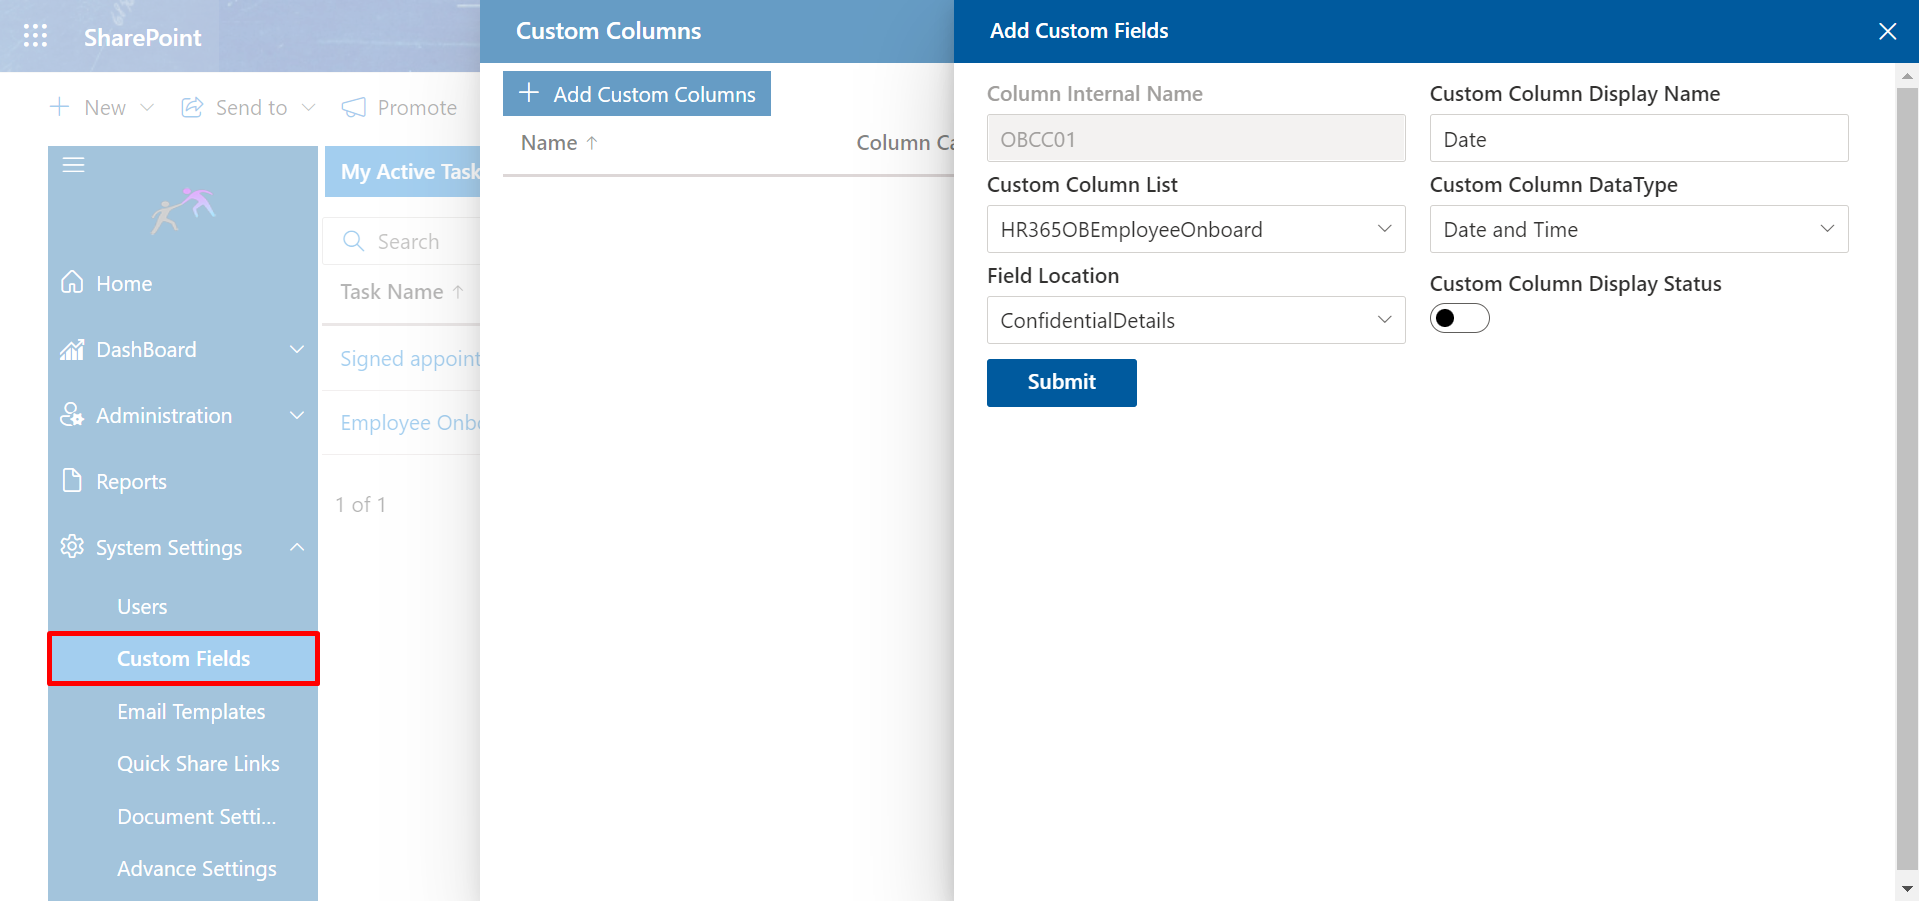 SharePoint
New
Send to
Promote
Home
DashBoard
Administration
Reports
System Settings
Users
Custom Fields
Email Templates
Quick Share Links
Document Setti...
Advance Settings
My Active Task
Search
Task Name ↑
Signed appoint
Employee Onb
1 of 1
Custom Columns
Add Custom Columns
Name ↑
Column Ca
Add Custom Fields
Column Internal Name
OBCC01
Custom Column Display Name
Date
Custom Column List
HR365OBEmployeeOnboard
Custom Column DataType
Date and Time
Field Location
ConfidentialDetails
Custom Column Display Status
Submit